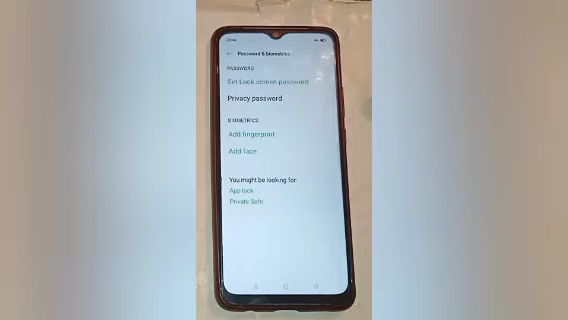 Password & biometrics
PASSWORD
Set Lock screen password
Privacy password
BIOMETRICS
Add fingerprint
Add face
You might be looking for:
App lock
Private Safe